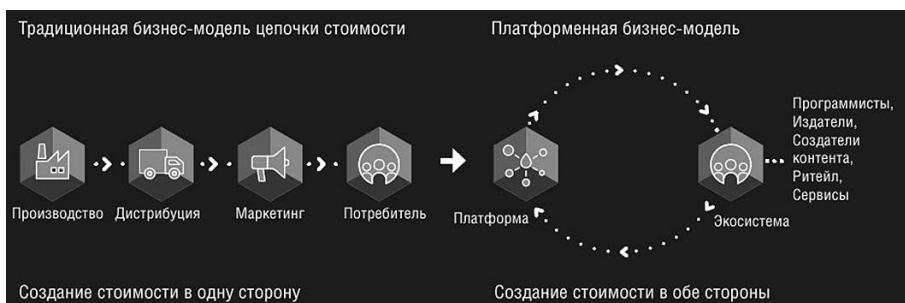 Традиционная бизнес-модель цепочки стоимости
Платформенная бизнес-модель
Программисты,
Издатели,
Создатели
контента,
Ритейл,
Сервисы
Производство
Дистрибуция
Маркетинг
Потребитель
Платформа
Экосистема
Создание стоимости в одну сторону
Создание стоимости в обе стороны